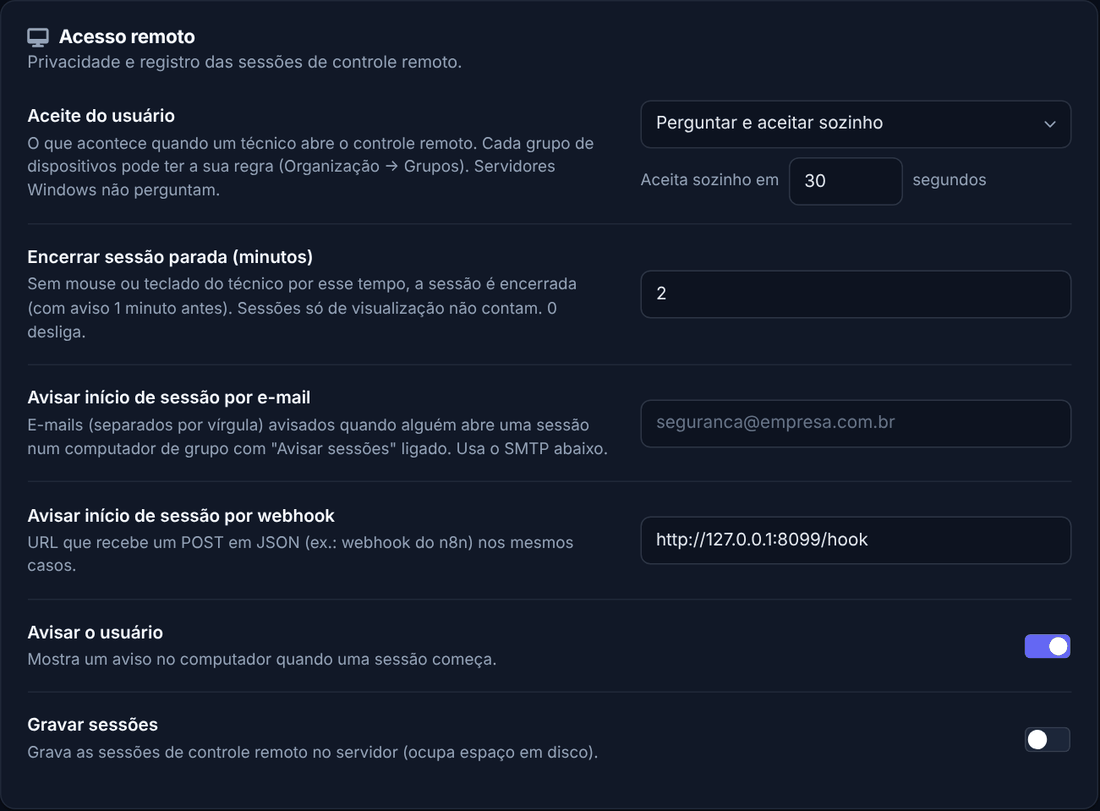 Acesso remoto
Privacidade e registro das sessões de controle remoto.
Aceite do usuário
O que acontece quando um técnico abre o controle remoto. Cada grupo de
dispositivos pode ter a sua regra (Organização → Grupos). Servidores
Windows não perguntam.
Perguntar e aceitar sozinho
Aceita sozinho em 30 segundos
Encerrar sessão parada (minutos)
Sem mouse ou teclado do técnico por esse tempo, a sessão é encerrada
(com aviso 1 minuto antes). Sessões só de visualização não contam. 0
desliga.
2
Avisar início de sessão por e-mail
E-mails (separados por vírgula) avisados quando alguém abre uma sessão
num computador de grupo com "Avisar sessões" ligado. Usa o SMTP abaixo.
seguranca@empresa.com.br
Avisar início de sessão por webhook
URL que recebe um POST em JSON (ex.: webhook do n8n) nos mesmos
casos.
http://127.0.0.1:8099/hook
Avisar o usuário
Mostra um aviso no computador quando uma sessão começa.
Gravar sessões
Grava as sessões de controle remoto no servidor (ocupa espaço em disco).